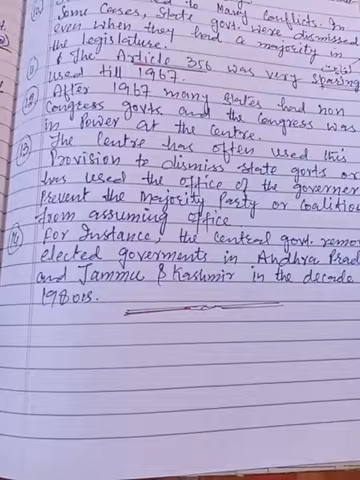 to Many conflicts. In
Some Cases, state govt. were dismissed
even when they had a majority in
the legislature.
& The Article 356 was very sparing
used till 1967.
After 1967 many states had non
Congress govts. and the Congress was
in Power at the centre.
(13) The Centre has often used this
Provision to dismiss state govts or
has used the office of the governer
Prevent the Majority Party or coalition
from assuming office
(14) For Instance, the central govt. remo
elected goverments in Andhra Prad
and Jammu & Kashmir in the decade
1980s.